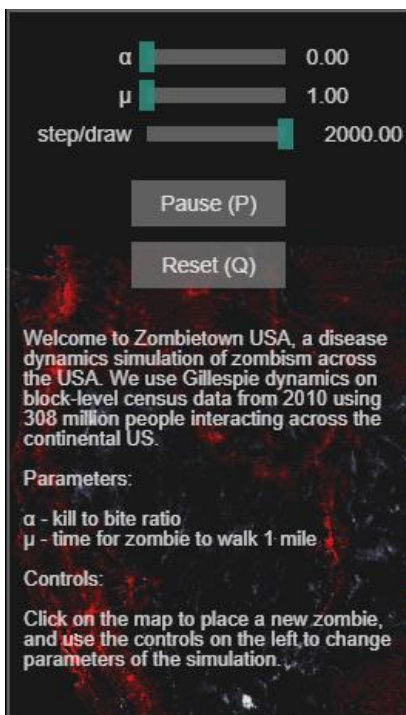 α 0.00
μ 1.00
step/draw 2000.00
Pause (P)
Reset (Q)
Welcome to Zombietown USA, a disease
dynamics simulation of zombism across
the USA. We use Gillespie dynamics on
block-level census data from 2010 using
308 million people interacting across the
continental US.
Parameters:
α - kill to bite ratio
μ - time for zombie to walk 1 mile
Controls:
Click on the map to place a new zombie,
and use the controls on the left to change
parameters of the simulation.